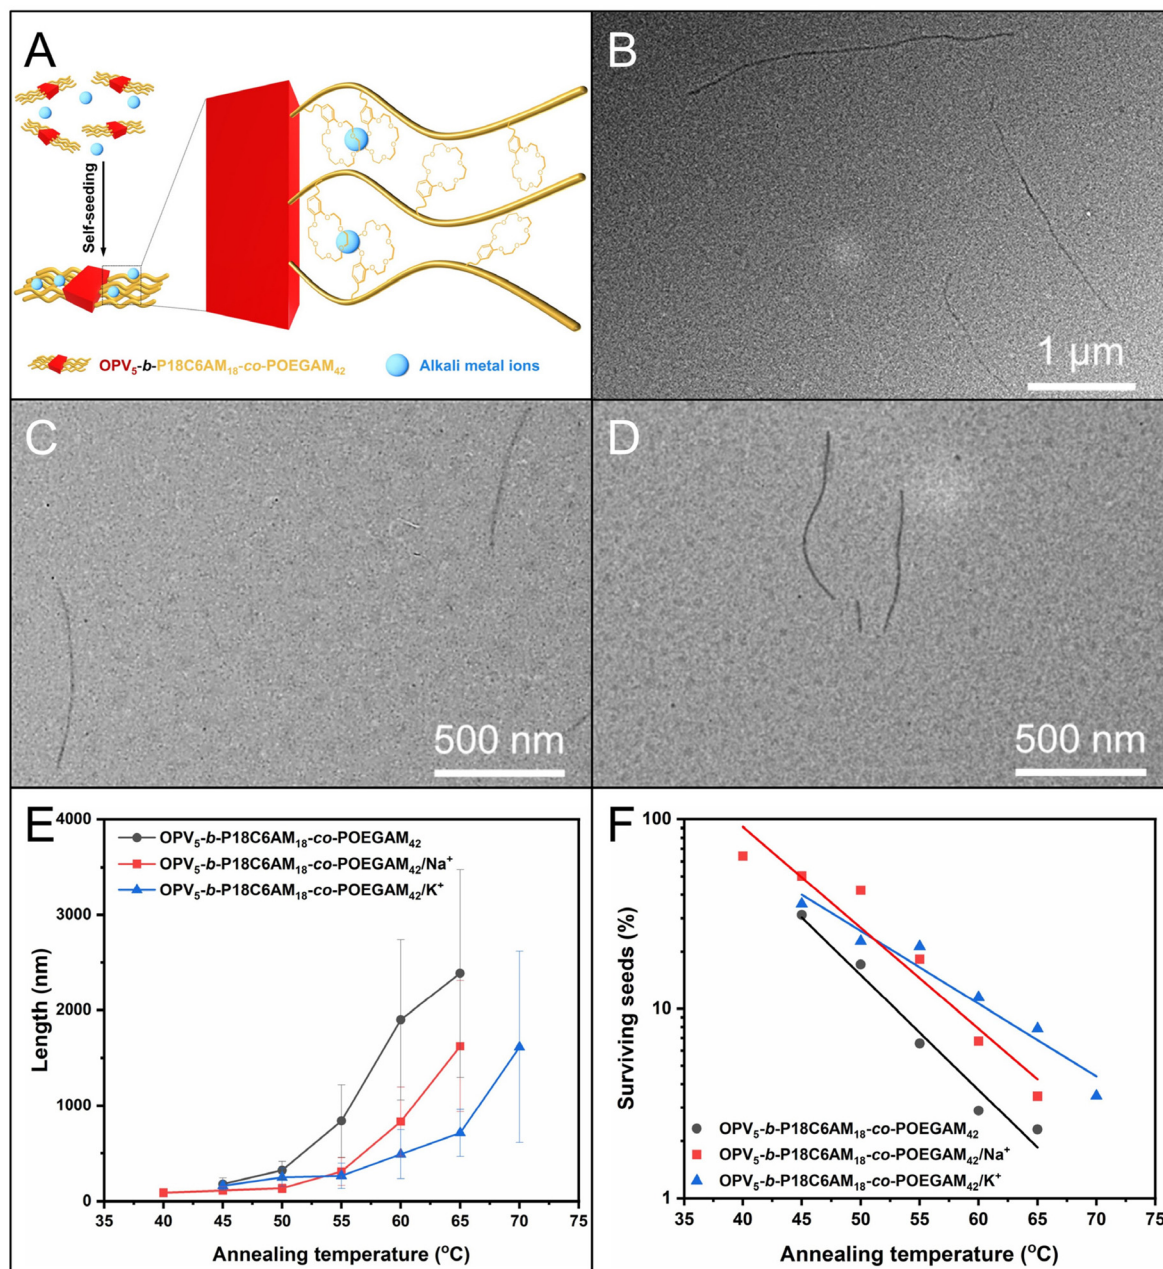 A
Self-seeding
OPV₅-b-P18C6AM₁₈-co-POEGAM₄₂
Alkali metal ions
B
1 μm
C
500 nm
D
500 nm
E
4000
3000
2000
1000
0
Length (nm)
OPV₅-b-P18C6AM₁₈-co-POEGAM₄₂
OPV₅-b-P18C6AM₁₈-co-POEGAM₄₂/Na⁺
OPV₅-b-P18C6AM₁₈-co-POEGAM₄₂/K⁺
35 40 45 50 55 60 65 70 75
Annealing temperature (°C)
F
100
10
1
Surviving seeds (%)
OPV₅-b-P18C6AM₁₈-co-POEGAM₄₂
OPV₅-b-P18C6AM₁₈-co-POEGAM₄₂/Na⁺
OPV₅-b-P18C6AM₁₈-co-POEGAM₄₂/K⁺
35 40 45 50 55 60 65 70 75
Annealing temperature (°C)